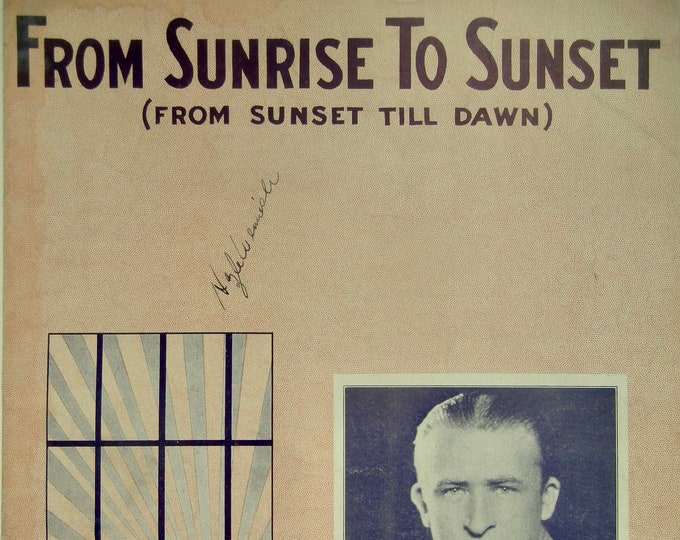 FROM SUNRISE TO SUNSET
(FROM SUNSET TILL DAWN)